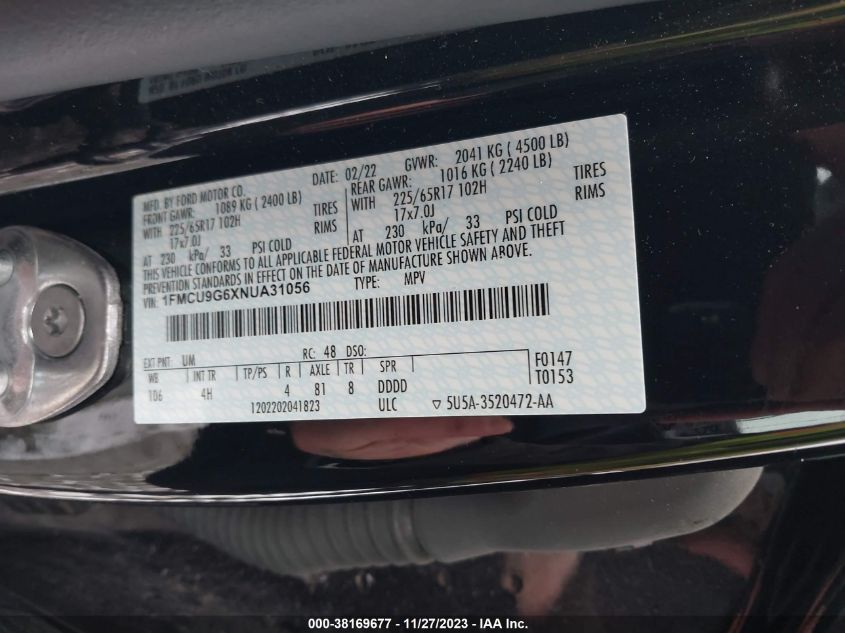 MFD. BY FORD MOTOR CO.
DATE: 02/22 GVWR: 2041 KG ( 4500 LB)
FRONT GAWR: 1089 KG ( 2400 LB)
REAR GAWR: 1016 KG ( 2240 LB)
WITH 225/65R17 102H TIRES
WITH 225/65R17 102H TIRES
17x7.0J RIMS
17x7.0J RIMS
AT 230 kPa/ 33 PSI COLD
AT 230 kPa/ 33 PSI COLD
THIS VEHICLE CONFORMS TO ALL APPLICABLE FEDERAL MOTOR VEHICLE SAFETY AND THEFT
PREVENTION STANDARDS IN EFFECT ON THE DATE OF MANUFACTURE SHOWN ABOVE.
VIN: 1FMCU9G6XNUA31056 TYPE: MPV
EXT PNT: UM RC: 48 DSO:
WB INT TR TP/PS R AXLE TR SPR
106 4H 4 81 8 DDDD
1202202041823 ULC
F0147
T0153
▽ 5U5A-3520472-AA
000-38169677 - 11/27/2023 - IAA Inc.